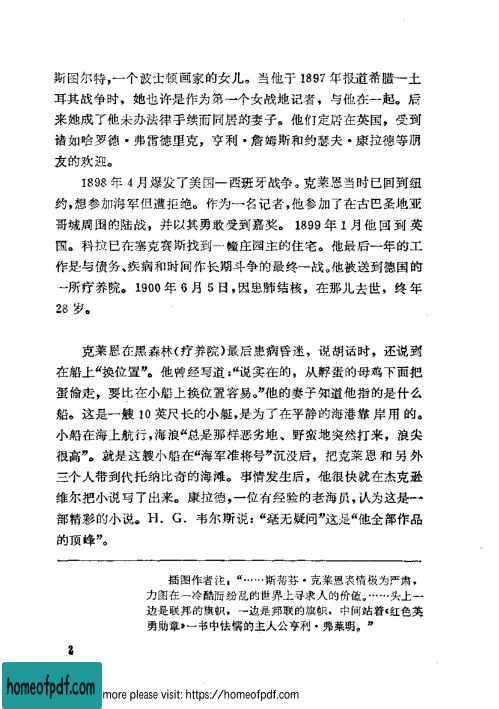 斯图尔特，一个波士顿画家的女儿。当他于 1897 年报道希腊—土
耳其战争时，她也许是作为第一个女战地记者，与他在一起。后
来她成了他未办法律手续而同居的妻子。他们定居在英国，受到
诸如哈罗德·弗雷德里克，亨利·詹姆斯和约瑟夫·康拉德等朋
友的欢迎。
1898 年 4 月爆发了美国—西班牙战争。克莱恩当时已回到纽
约，想参加海军但遭拒绝。作为一名记者，他参加了在古巴圣地亚
哥城周围的陆战，并以其勇敢受到嘉奖。 1899 年 1 月他回到英
国。科拉已在塞克赛斯找到一幢庄园主的住宅。他最后一年的工
作是与债务、疾病和时间作长期斗争的最终一战。他被送到德国的
一所疗养院。1900 年 6 月 5 日，因患肺结核，在那儿去世，终年
28 岁。
克莱恩在黑森林（疗养院）最后患病昏迷，说胡话时，还说到
在船上“换位置”。他曾经写道：“说实在的，从孵蛋的母鸡下面把
蛋偷走，要比在小船上换位置容易。”他的妻子知道他指的是什么
船。这是一艘 10 英尺长的小艇，是为了在平静的海港靠岸用的。
小船在海上航行，海浪“总是那样恶劣地、野蛮地突然打来，浪尖
很高”。就是这艘小船在“海军准将号”沉没后，把克莱恩和另外
三个人带到代托纳比奇的海滩。事情发生后，他很快就在杰克逊
维尔把小说写了出来。康拉德，一位有经验的老海员，认为这是一
部精彩的小说。H．G．韦尔斯说：“毫无疑问”这是“他全部作品
的顶峰”。
插图作者注：“……斯蒂芬·克莱恩表情极为严肃，
力图在一冷酷而纷乱的世界上寻求人的价值。……头上一
边是联邦的旗帜，一边是邦联的旗帜，中间站着《红色英
勇勋章》一书中怯懦的主人公亨利·弗莱明。”
2
homeofpdf.com
more please visit: https://homeofpdf.com